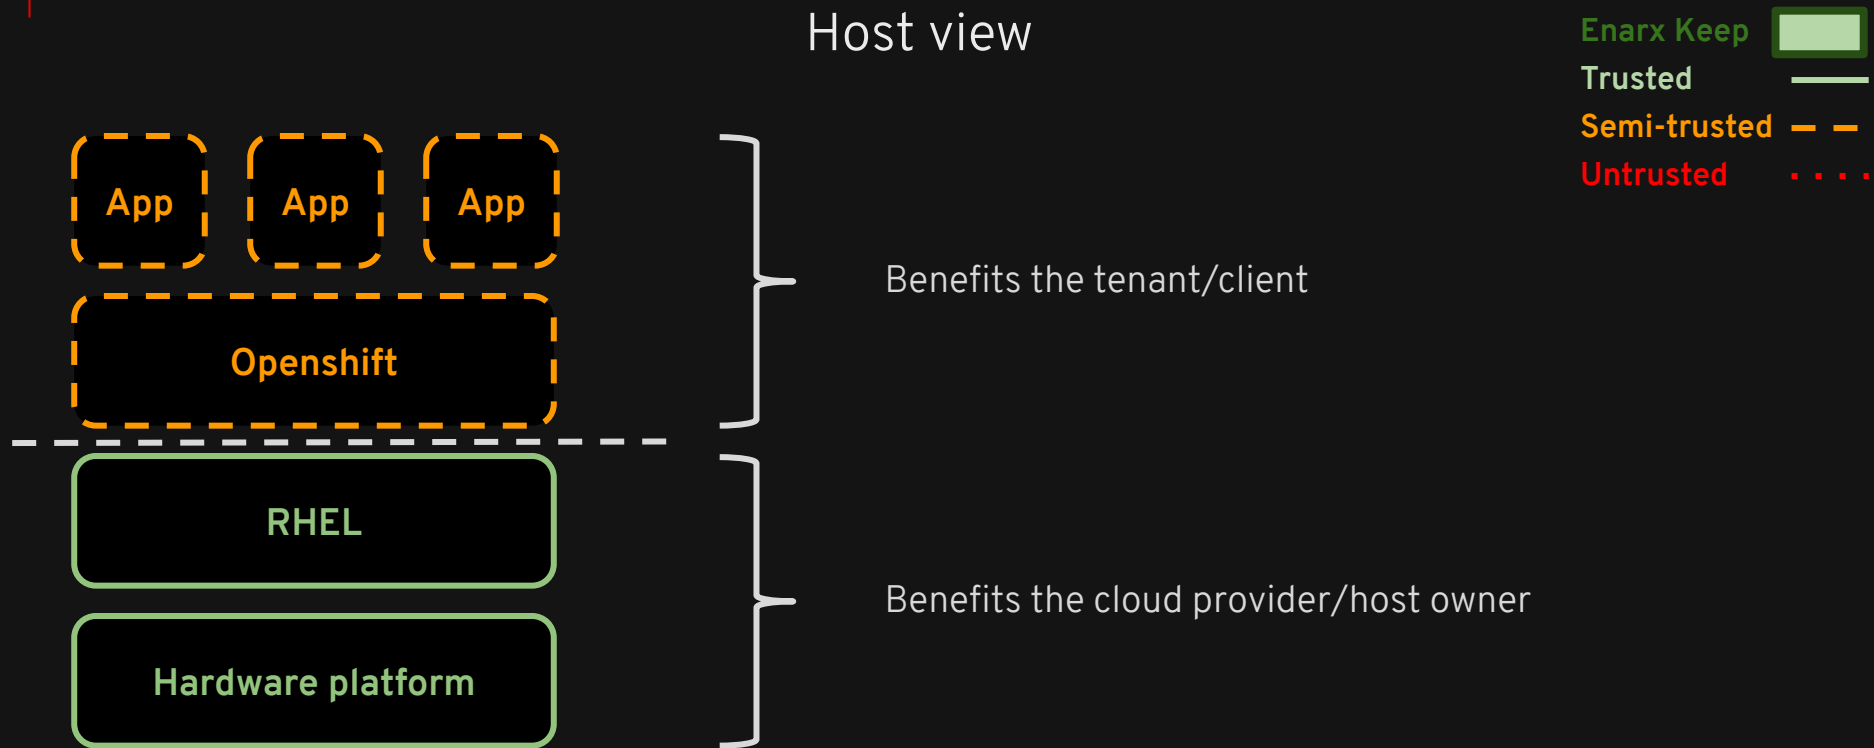 Host view
Enarx Keep
Trusted
Semi-trusted
Untrusted
App App App
Benefits the tenant/client
Openshift
RHEL
Benefits the cloud provider/host owner
Hardware platform